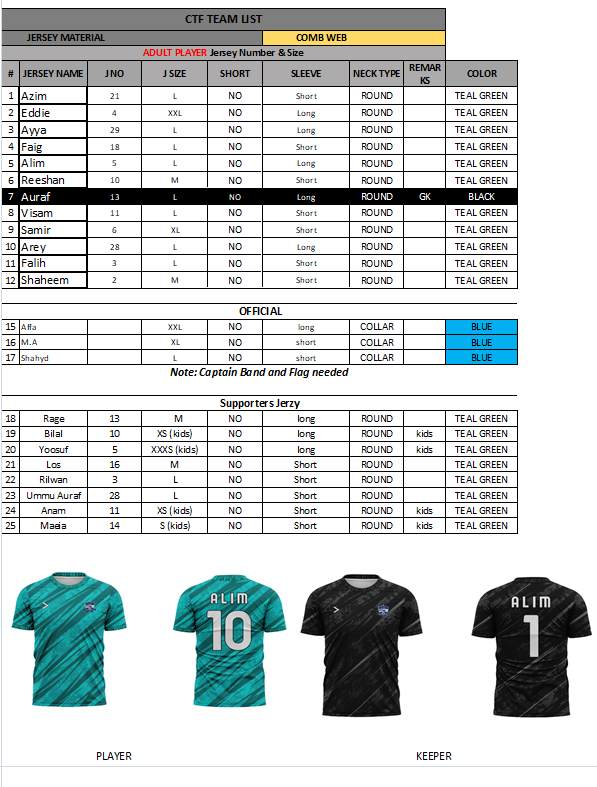 CTF TEAM LIST
JERSEY MATERIAL COMB WEB
ADULT PLAYER Jersey Number & Size
# JERSEY NAME J NO J SIZE SHORT SLEEVE NECK TYPE REMARKS COLOR
1 Azim 21 L NO Short ROUND TEAL GREEN
2 Eddie 4 XXL NO Long ROUND TEAL GREEN
3 Ayya 29 L NO Long ROUND TEAL GREEN
4 Faig 18 L NO Short ROUND TEAL GREEN
5 Alim 5 L NO Long ROUND TEAL GREEN
6 Reeshan 10 M NO Short ROUND TEAL GREEN
7 Auraf 13 L NO Long ROUND GK BLACK
8 Visam 11 L NO Short ROUND TEAL GREEN
9 Samir 6 XL NO Short ROUND TEAL GREEN
10 Arey 28 L NO Long ROUND TEAL GREEN
11 Falih 3 L NO Short ROUND TEAL GREEN
12 Shaheem 2 M NO Short ROUND TEAL GREEN
OFFICIAL
15 Affa XXL NO long COLLAR BLUE
16 M.A XL NO short COLLAR BLUE
17 Shahyd L NO short COLLAR BLUE
Note: Captain Band and Flag needed
Supporters Jerzy
18 Rage 13 M NO long ROUND TEAL GREEN
19 Bilal 10 XS (kids) NO long ROUND kids TEAL GREEN
20 Yoosuf 5 XXXS (kids) NO long ROUND kids TEAL GREEN
21 Los 16 M NO Short ROUND TEAL GREEN
22 Rilwan 3 L NO Short ROUND TEAL GREEN
23 Ummu Auraf 28 L NO Short ROUND TEAL GREEN
24 Anam 11 XS (kids) NO Short ROUND kids TEAL GREEN
25 Maeia 14 S (kids) NO Short ROUND kids TEAL GREEN
ALIM
10
ALIM
1
PLAYER KEEPER